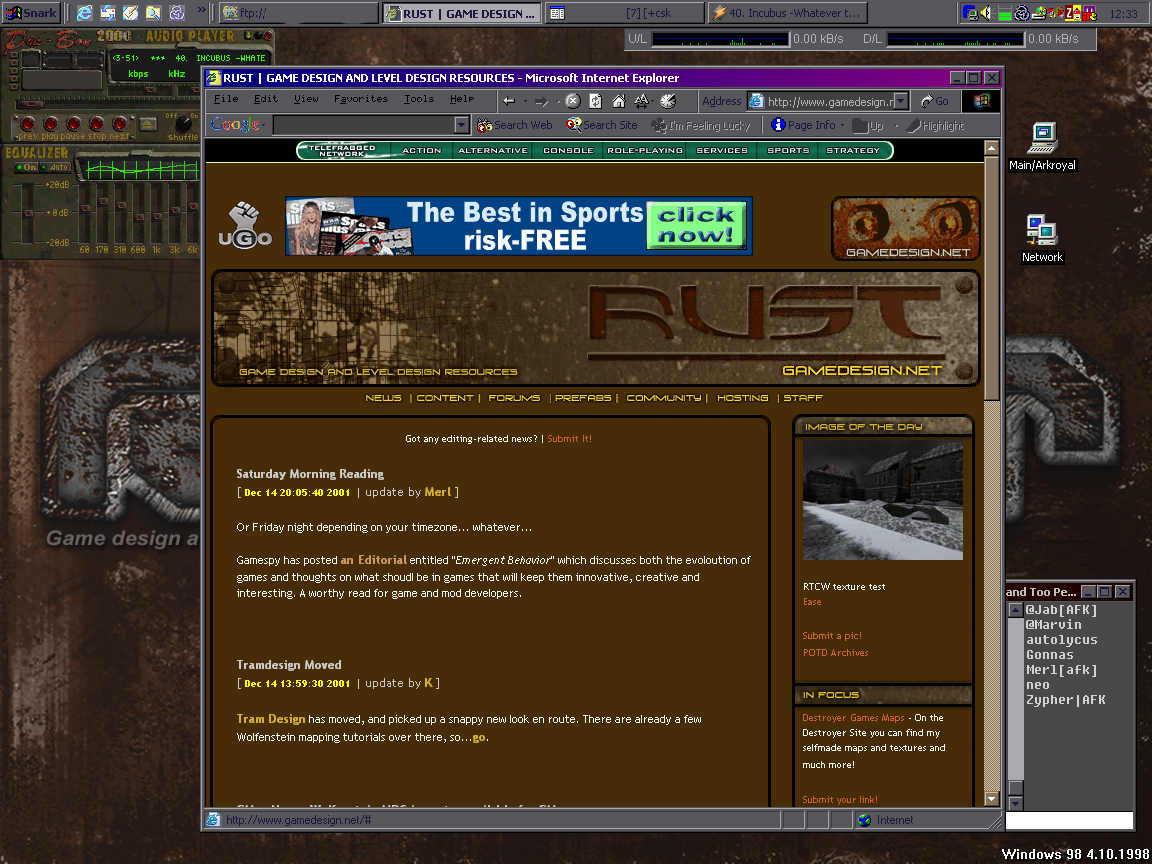 Snark
ftp://
RUST | GAME DESIGN ...
[7] [+csk
40. Incubus -Whatever t...
12:33
2000 AUDIO PLAYER
<3-51> *** 40. INCUBUS -WHATE
kbps kHz
Off On
prev play pause stop next
shuffle
EQUALIZER
On Auto
+20dB
+0dB
-20dB
60 170 310 600 1k 3k 6k
U/L 0.00 kB/s D/L 0.00 kB/s
RUST | GAME DESIGN AND LEVEL DESIGN RESOURCES - Microsoft Internet Explorer
File Edit View Favorites Tools Help
Address http://www.gamedesign.r
Go
Google
Search Web
Search Site
I'm Feeling Lucky
Page Info
Up
Highlight
TELEFRAGGED NETWORK
ACTION
ALTERNATIVE
CONSOLE
ROLE-PLAYING
SERVICES
SPORTS
STRATEGY
UGO
The Best in Sports
risk-FREE
click now!
GAMEDESIGN.NET
RUST
GAME DESIGN AND LEVEL DESIGN RESOURCES
GAMEDESIGN.NET
NEWS | CONTENT | FORUMS | PREFABS | COMMUNITY | HOSTING | STAFF
Got any editing-related news? | Submit It!
Saturday Morning Reading
[ Dec 14 20:05:40 2001 | update by Merl ]
Or Friday night depending on your timezone... whatever...
Gamespy has posted an Editorial entitled "Emergent Behavior" which discusses both the evoloution of
games and thoughts on what shoudl be in games that will keep them innovative, creative and
interesting. A worthy read for game and mod developers.
Tramdesign Moved
[ Dec 14 13:59:30 2001 | update by K ]
Tram Design has moved, and picked up a snappy new look en route. There are already a few
Wolfenstein mapping tutorials over there, so...go.
IMAGE OF THE DAY
RTCW texture test
Ease
Submit a pic!
POTD Archives
IN FOCUS
Destroyer Games Maps - On the
Destroyer Site you can find my
selfmade maps and textures and
much more!
Submit your link!
http://www.gamedesign.net/#
Internet
Game design a
Main/Arkroyal
Network
and Too Pe...
@Jab[AFK]
@Marvin
autolycus
Gonnas
Merl[afk]
neo
Zypher|AFK
Windows 98 4.10.1998